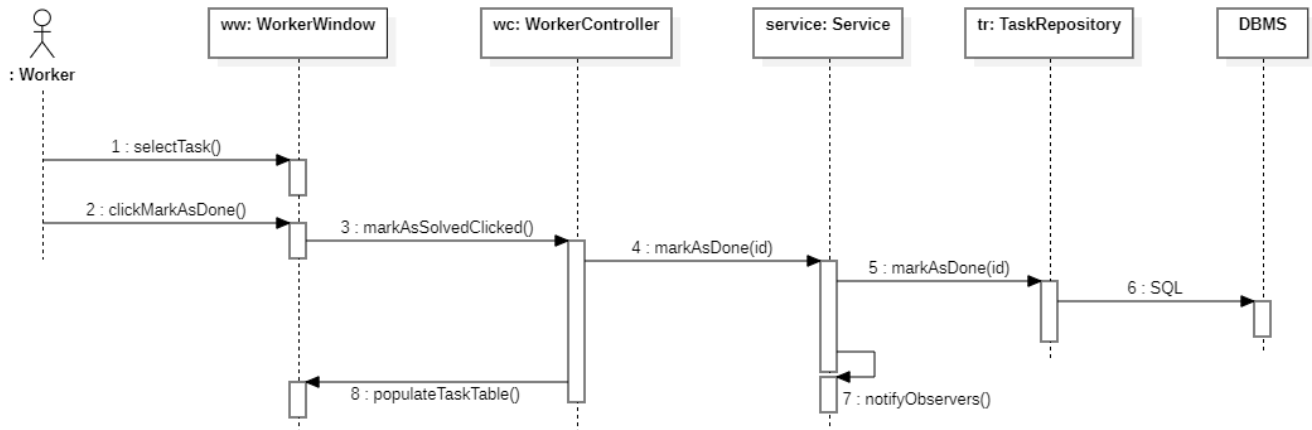 ww: WorkerWindow
wc: WorkerController
service: Service
tr: TaskRepository
DBMS
: Worker
1 : selectTask()
2 : clickMarkAsDone()
3 : markAsSolvedClicked()
4 : markAsDone(id)
5 : markAsDone(id)
6 : SQL
8 : populateTaskTable()
7 : notifyObservers()